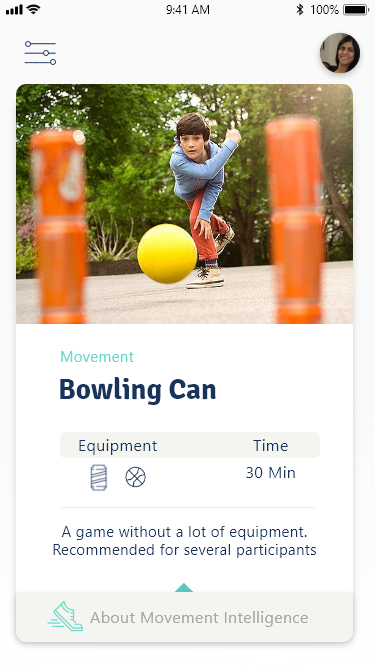 9:41 AM 100%
Movement
Bowling Can
Equipment Time
30 Min
A game without a lot of equipment.
Recommended for several participants
About Movement Intelligence